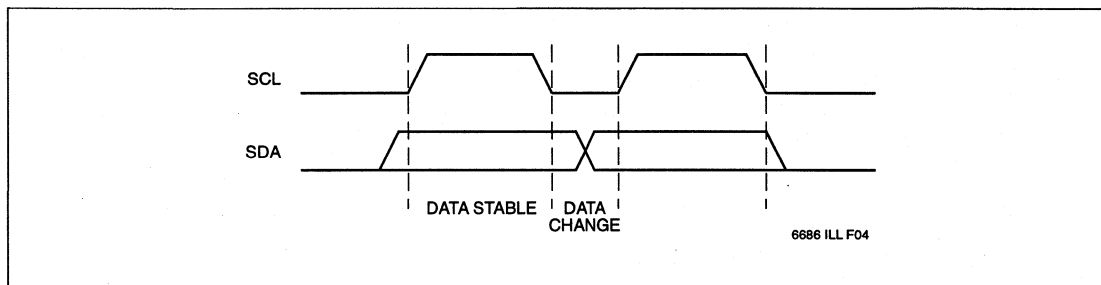 SCL
SDA
DATA STABLE
DATA
CHANGE
6686 ILL F04